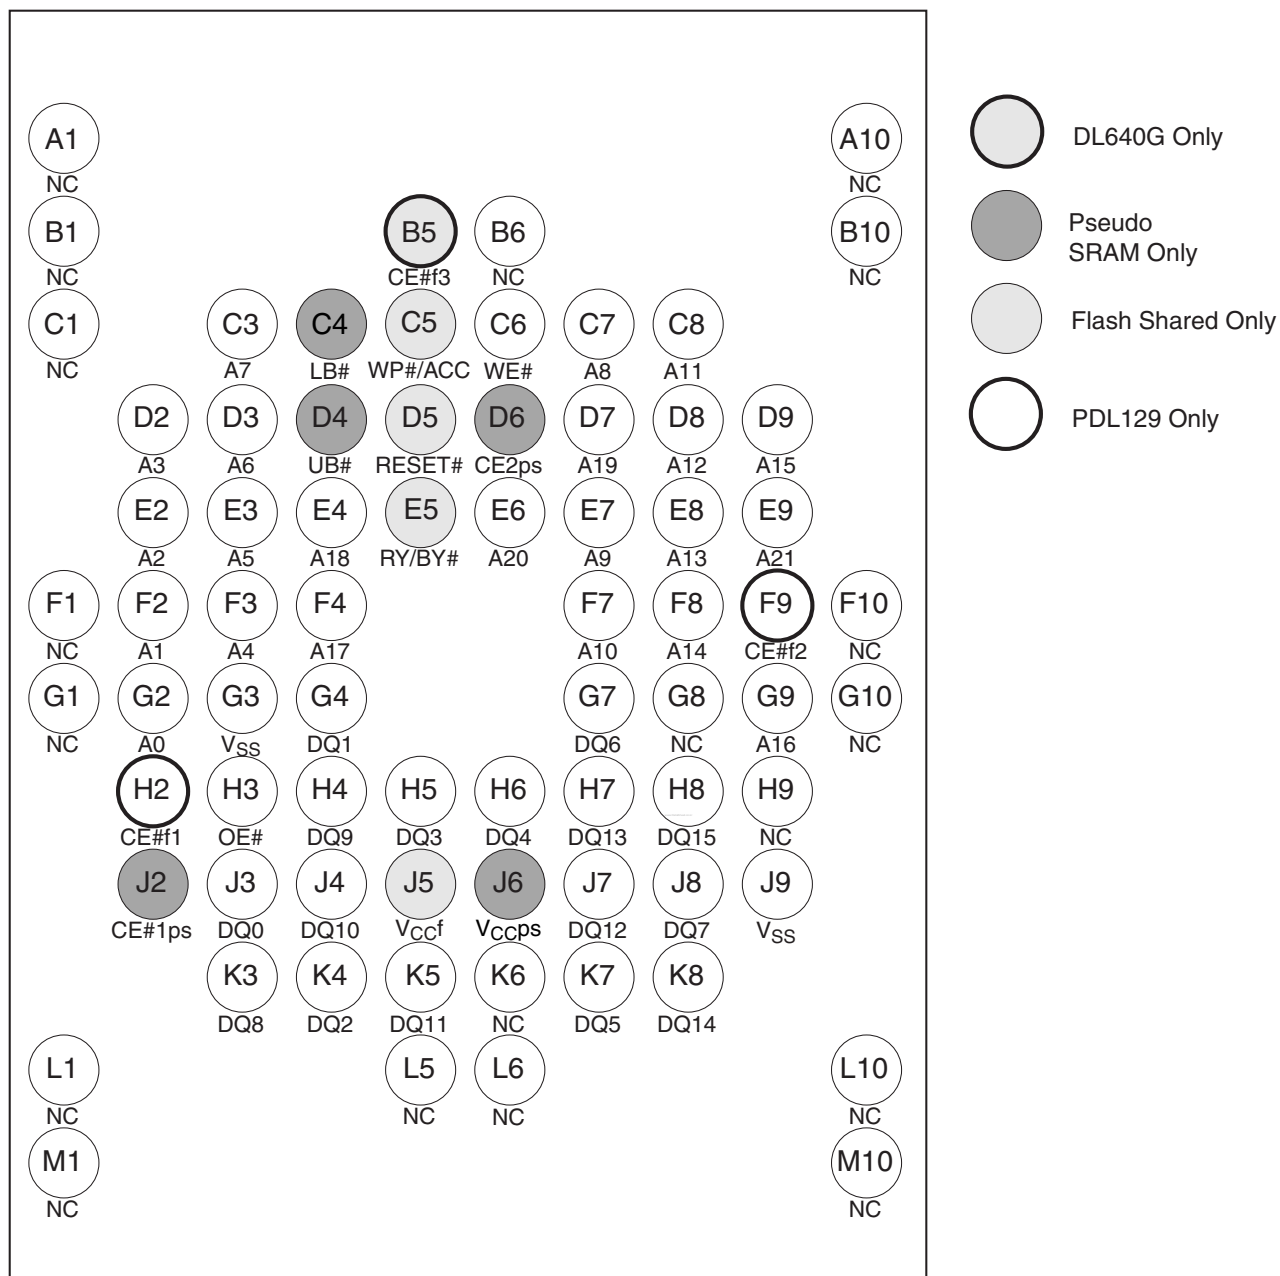 A1 A10
NC NC
B1 B5 B6 B10
NC CE#f3 NC NC
C1 C3 C4 C5 C6 C7 C8
NC A7 LB# WP#/ACC WE# A8 A11
D2 D3 D4 D5 D6 D7 D8 D9
A3 A6 UB# RESET# CE2ps A19 A12 A15
E2 E3 E4 E5 E6 E7 E8 E9
A2 A5 A18 RY/BY# A20 A9 A13 A21
F1 F2 F3 F4 F7 F8 F9 F10
NC A1 A4 A17 A10 A14 CE#f2 NC
G1 G2 G3 G4 G7 G8 G9 G10
NC A0 VSS DQ1 DQ6 NC A16 NC
H2 H3 H4 H5 H6 H7 H8 H9
CE#f1 OE# DQ9 DQ3 DQ4 DQ13 DQ15 NC
J2 J3 J4 J5 J6 J7 J8 J9
CE#1ps DQ0 DQ10 VCCf VCCps DQ12 DQ7 VSS
K3 K4 K5 K6 K7 K8
DQ8 DQ2 DQ11 NC DQ5 DQ14
L1 L5 L6 L10
NC NC NC NC
M1 M10
NC NC
DL640G Only
Pseudo
SRAM Only
Flash Shared Only
PDL129 Only